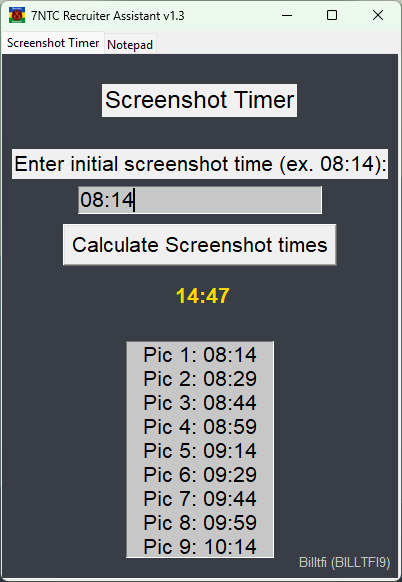 7NTC Recruiter Assistant v1.3
Screenshot Timer Notepad
Screenshot Timer
Enter initial screenshot time (ex. 08:14):
08:14
Calculate Screenshot times
14:47
Pic 1: 08:14
Pic 2: 08:29
Pic 3: 08:44
Pic 4: 08:59
Pic 5: 09:14
Pic 6: 09:29
Pic 7: 09:44
Pic 8: 09:59
Pic 9: 10:14
Billtfi (BILLTFI9)